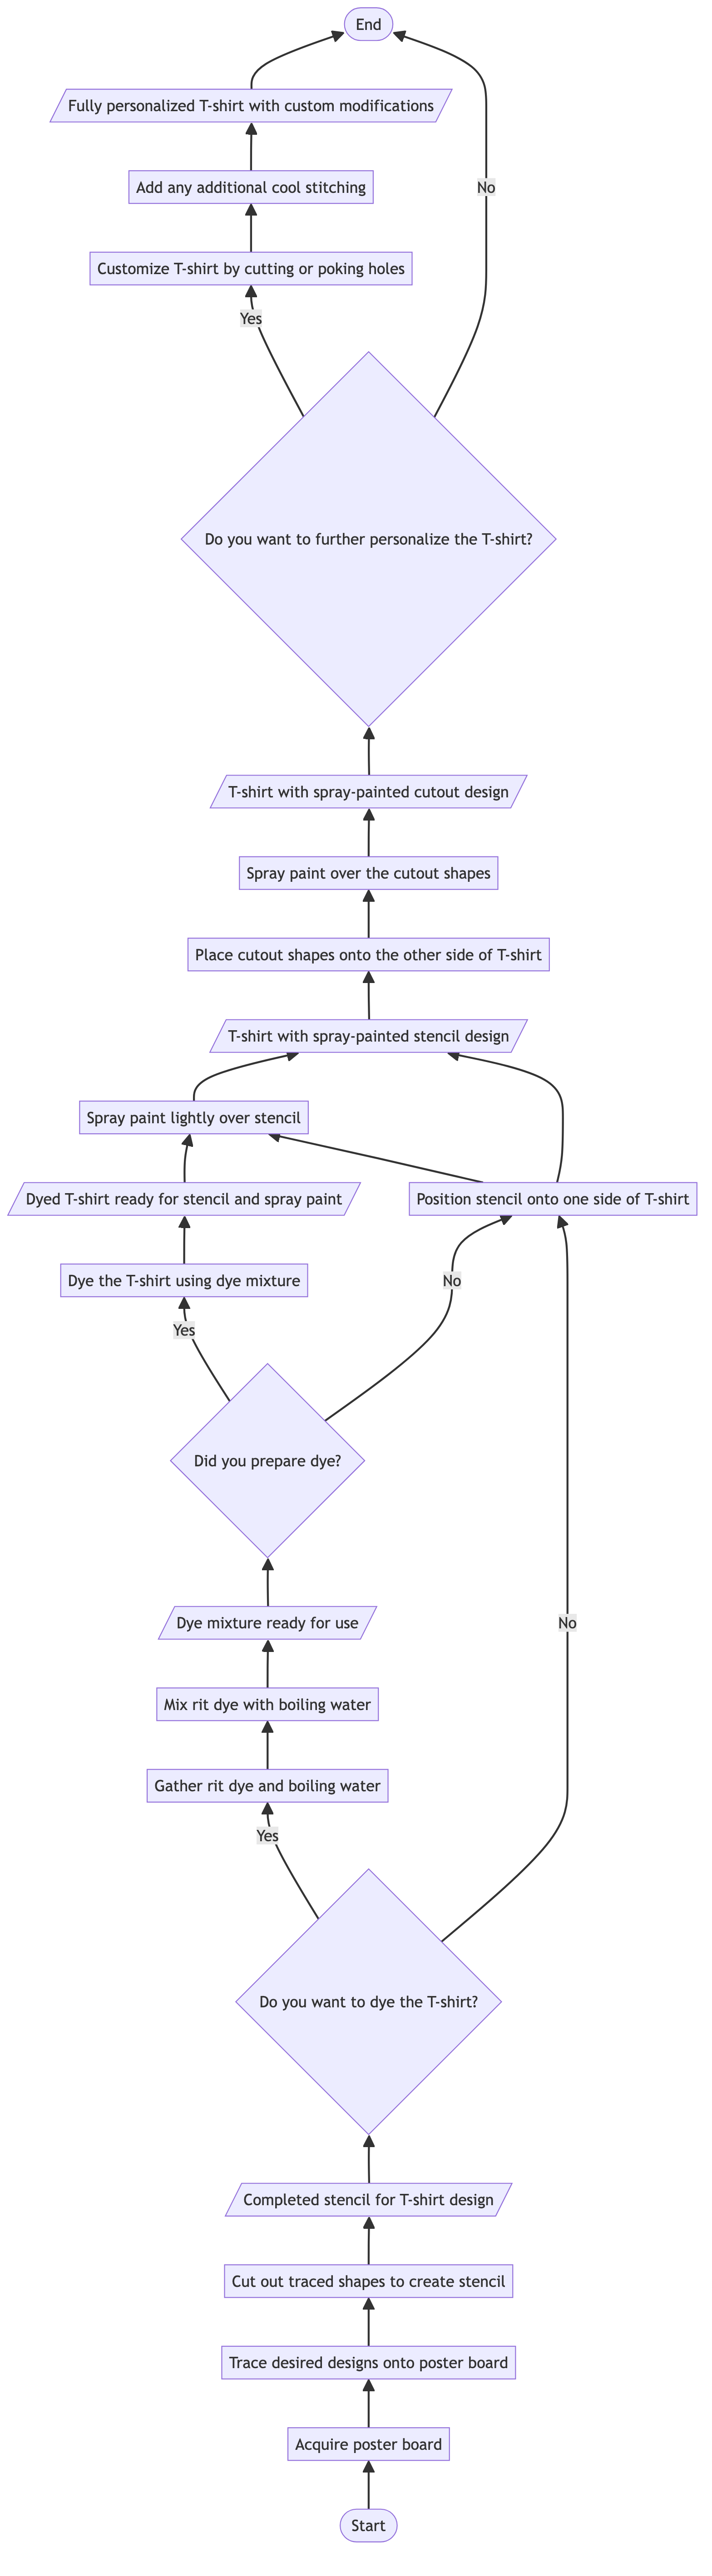 End
Fully personalized T-shirt with custom modifications
Add any additional cool stitching
No
Customize T-shirt by cutting or poking holes
Yes
Do you want to further personalize the T-shirt?
T-shirt with spray-painted cutout design
Spray paint over the cutout shapes
Place cutout shapes onto the other side of T-shirt
T-shirt with spray-painted stencil design
Spray paint lightly over stencil
Dyed T-shirt ready for stencil and spray paint
Position stencil onto one side of T-shirt
Dye the T-shirt using dye mixture
No
Yes
Did you prepare dye?
Dye mixture ready for use
No
Mix rit dye with boiling water
Gather rit dye and boiling water
Yes
Do you want to dye the T-shirt?
Completed stencil for T-shirt design
Cut out traced shapes to create stencil
Trace desired designs onto poster board
Acquire poster board
Start